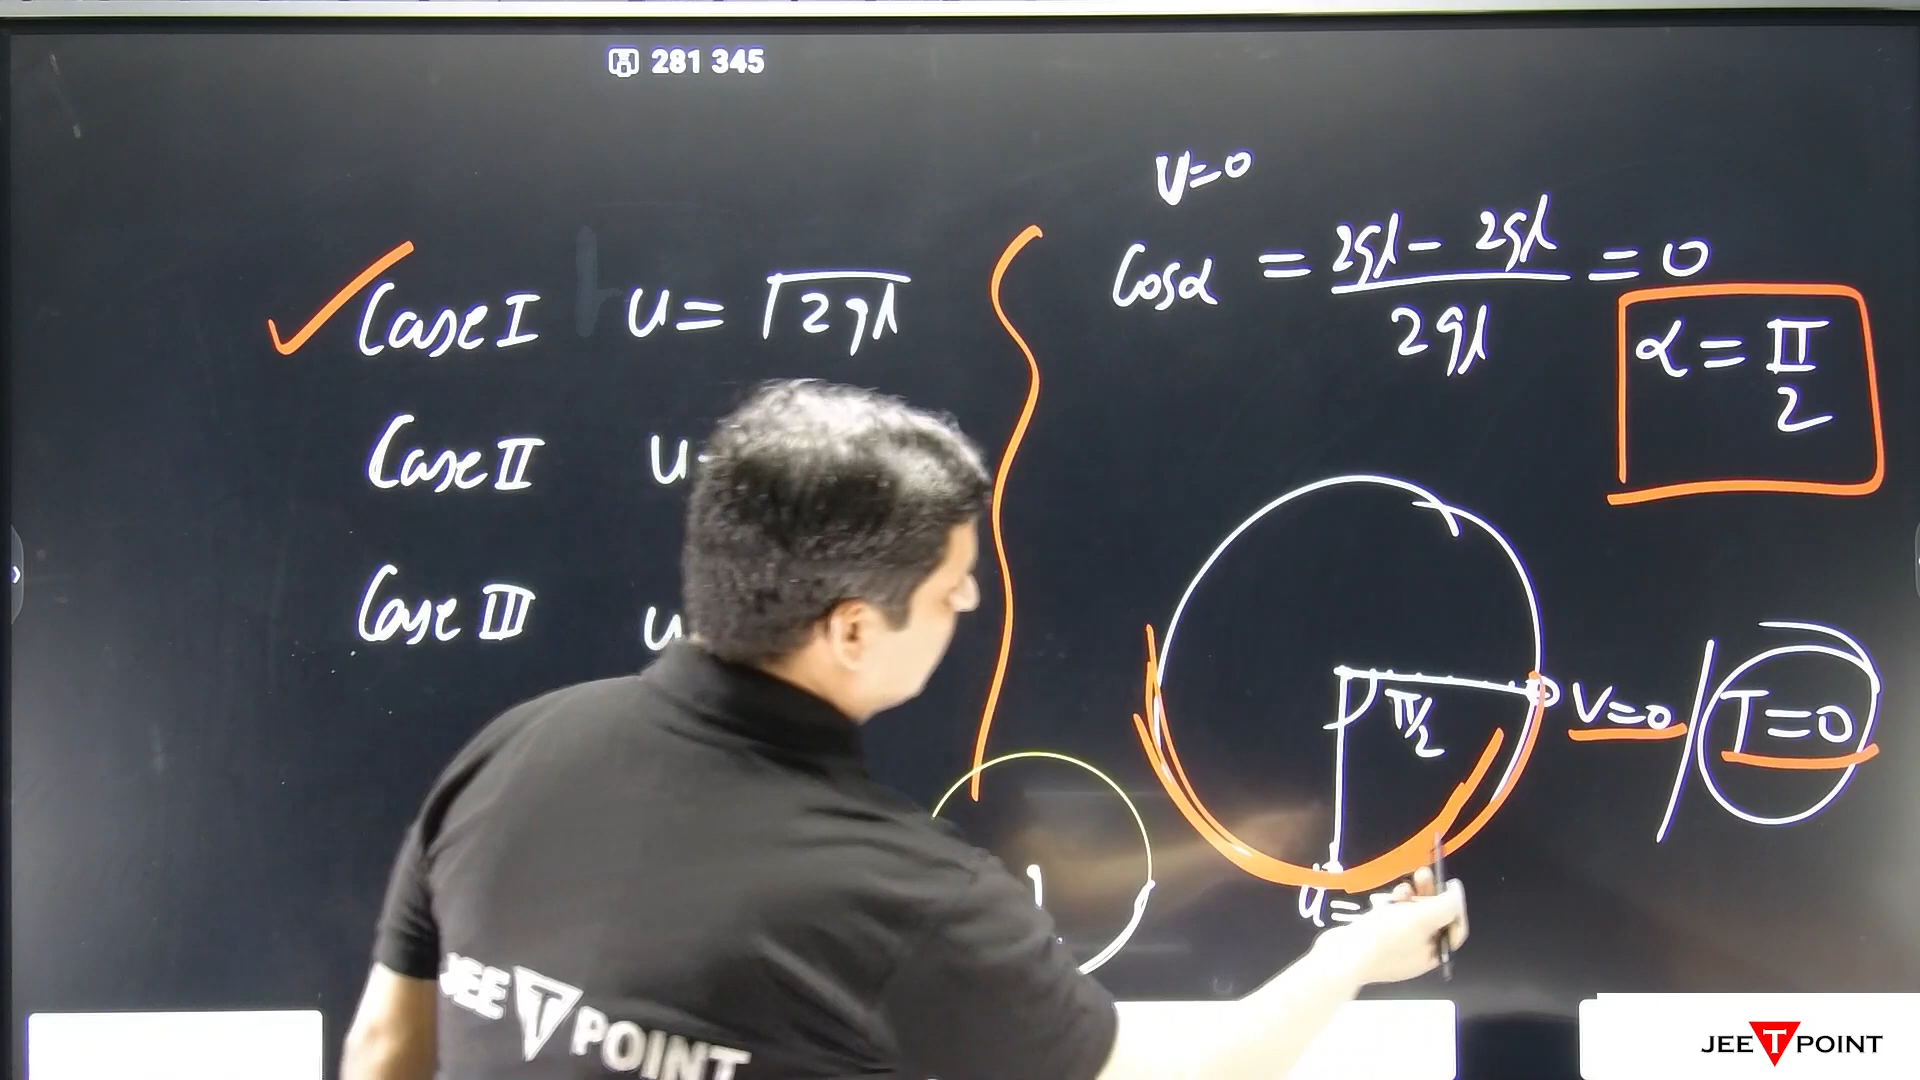 281 345
Case I u = √2gl
Case II u
Case III u
V=0
Cosα = 2gl - 2gl / 2gl = 0
α = π/2
π/2
V=0 / T=0
u =
JEE T POINT
JEE T POINT